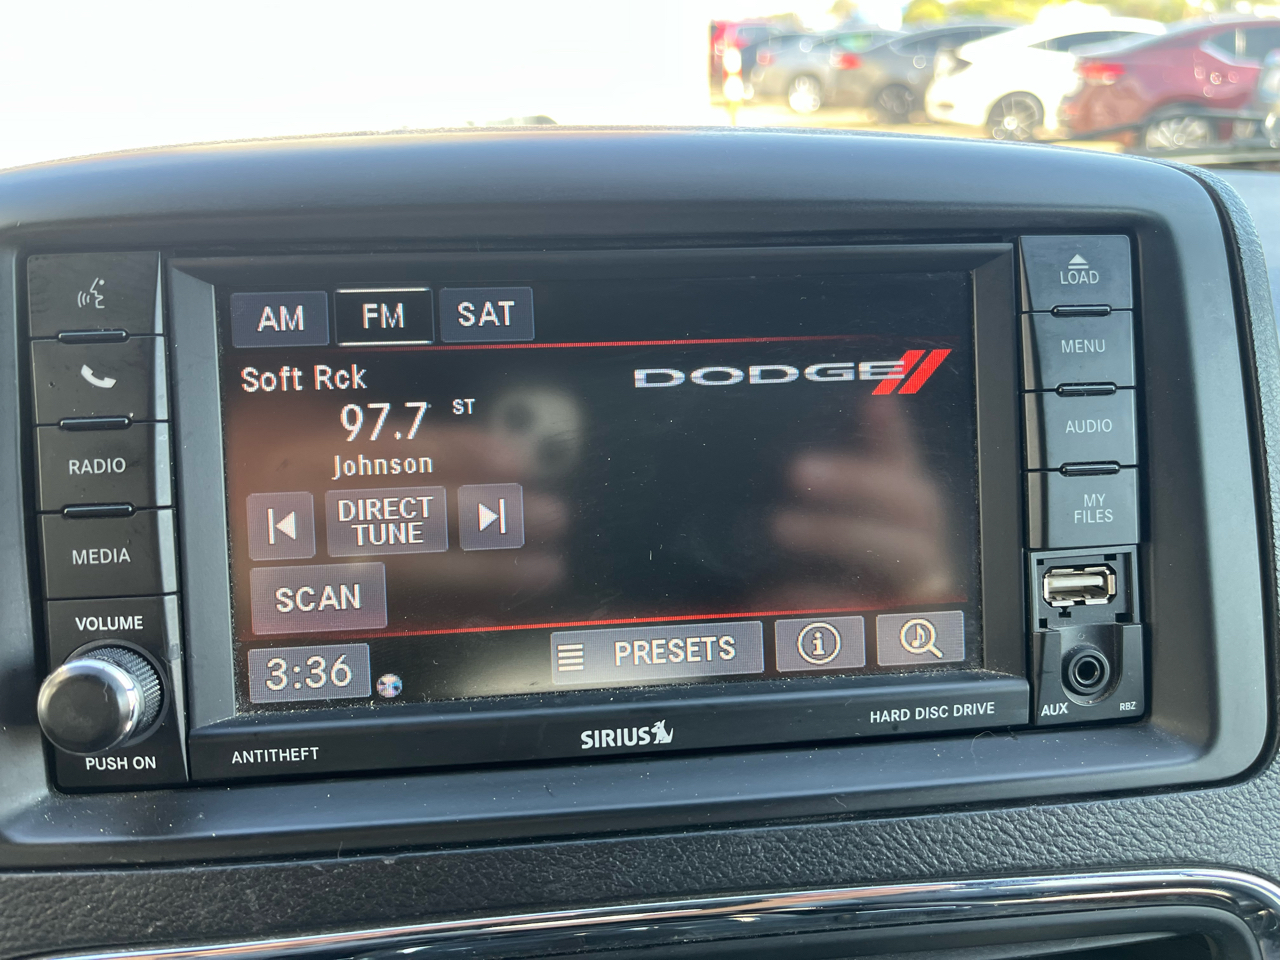 AM
FM
SAT
Soft Rck
97.7 ST
Johnson
DIRECT
TUNE
SCAN
3:36
DODGE
PRESETS
RADIO
MEDIA
VOLUME
PUSH ON
ANTITHEFT
SIRIUS
HARD DISC DRIVE
LOAD
MENU
AUDIO
MY
FILES
AUX
RBZ